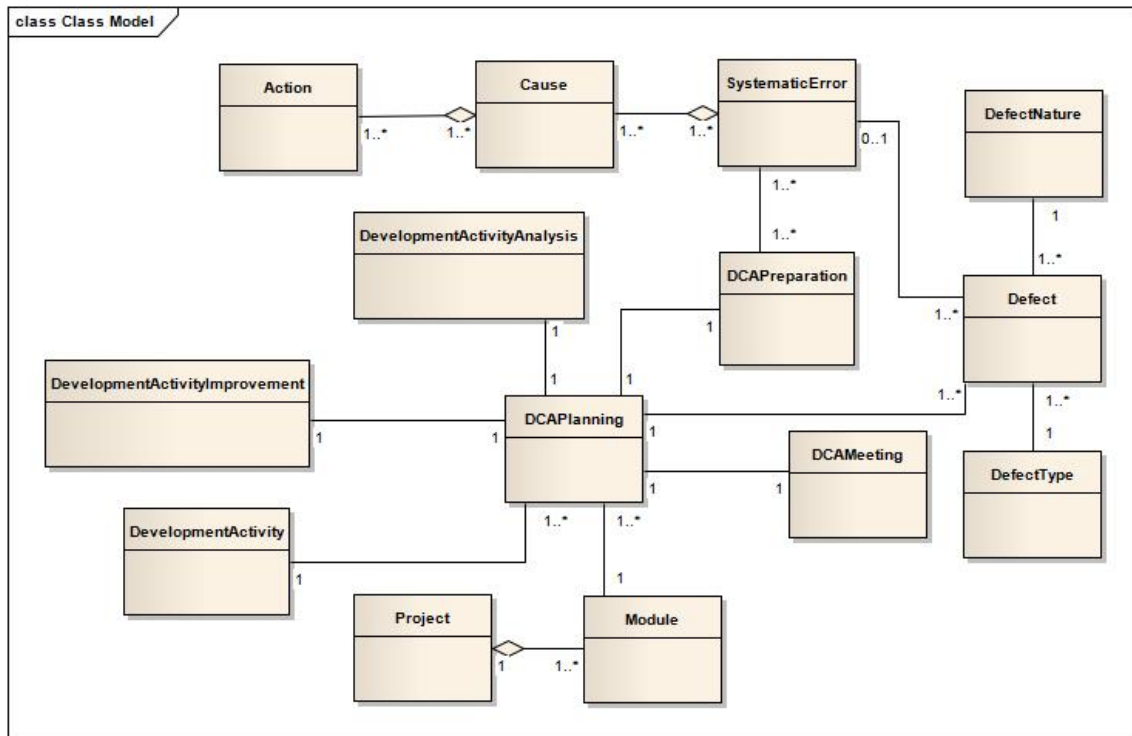 class Class Model
Action
Cause
SystematicError
DefectNature
1..*
1..*
1..*
1..*
0..1
1..*
1
DevelopmentActivityAnalysis
1..*
1..*
DCAPreparation
Defect
1
1
1..*
1
1
1..*
1..*
DevelopmentActivityImprovement
DCAPlanning
1
1
1
1
DCAMeeting
DefectType
1
1
DevelopmentActivity
1..*
1..*
1
1
Project
Module
1
1..*